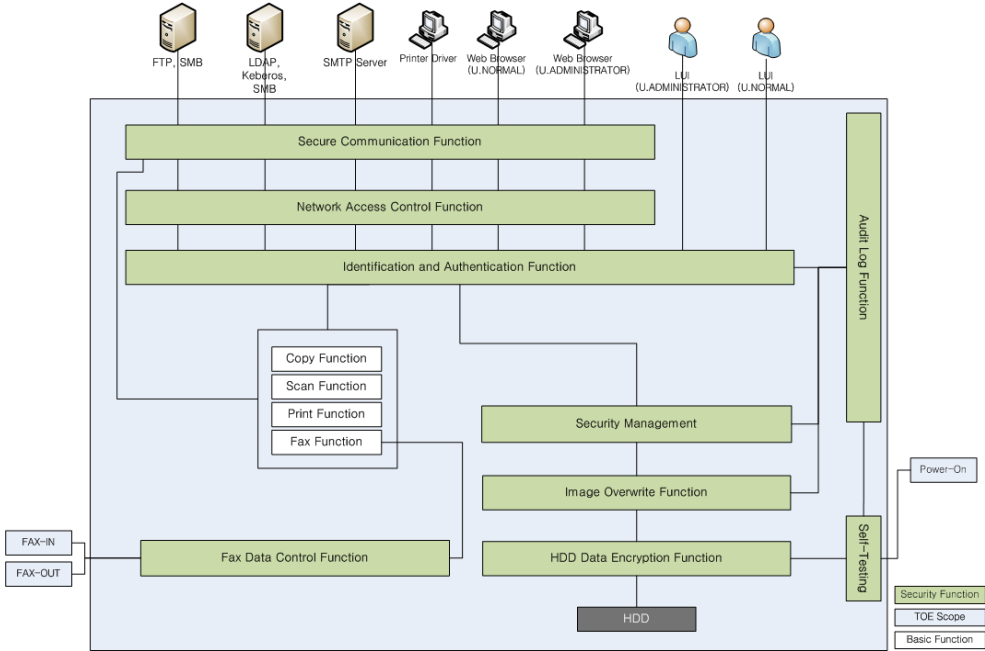 FTP, SMB
LDAP,
Keberos,
SMB
SMTP Server
Printer Driver
Web Browser
(U.NORMAL)
Web Browser
(U.ADMINISTRATOR)
LUI
(U.ADMINISTRATOR)
LUI
(U.NORMAL)
Secure Communication Function
Network Access Control Function
Identification and Authentication Function
Audit Log Function
Copy Function
Scan Function
Print Function
Fax Function
Security Management
Image Overwrite Function
Power-On
FAX-IN
FAX-OUT
Fax Data Control Function
HDD Data Encryption Function
Self-Testing
HDD
Security Function
TOE Scope
Basic Function